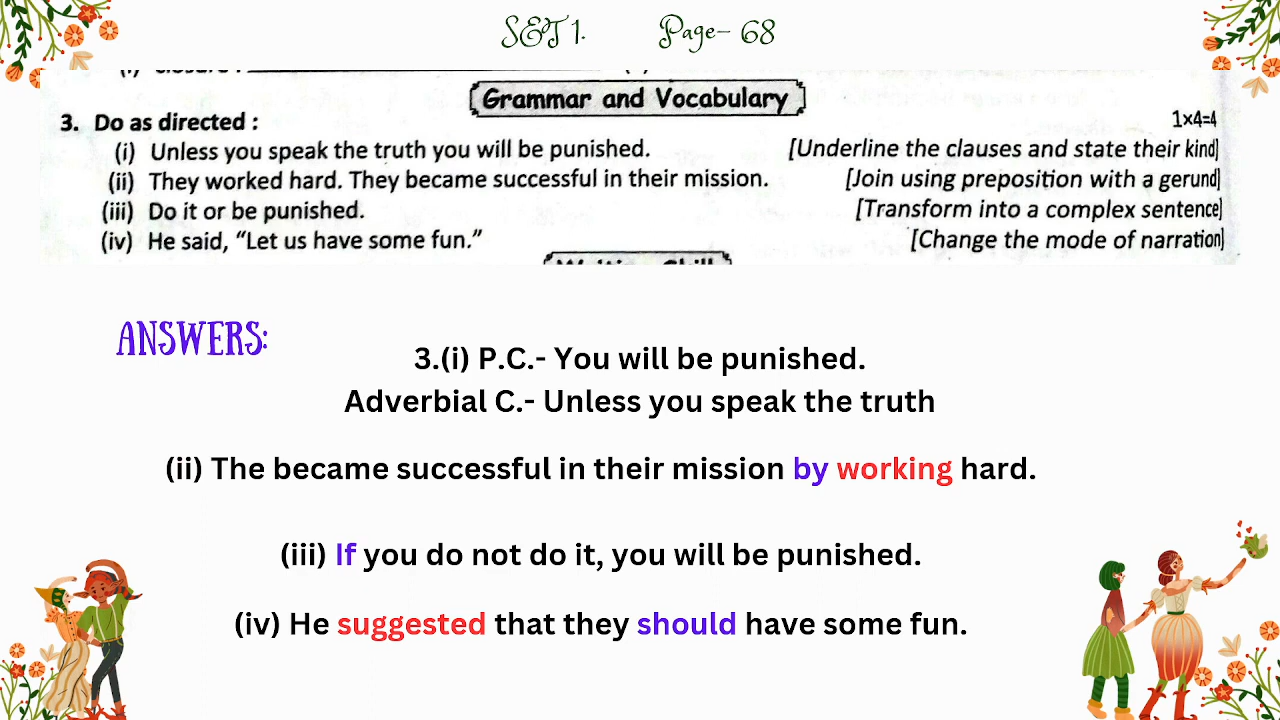 SET 1. Page- 68
Grammar and Vocabulary
3. Do as directed : 1×4=4
(i) Unless you speak the truth you will be punished. [Underline the clauses and state their kind]
(ii) They worked hard. They became successful in their mission. [Join using preposition with a gerund]
(iii) Do it or be punished. [Transform into a complex sentence]
(iv) He said, “Let us have some fun.” [Change the mode of narration]
ANSWERS:
3.(i) P.C.- You will be punished.
Adverbial C.- Unless you speak the truth
(ii) The became successful in their mission by working hard.
(iii) If you do not do it, you will be punished.
(iv) He suggested that they should have some fun.